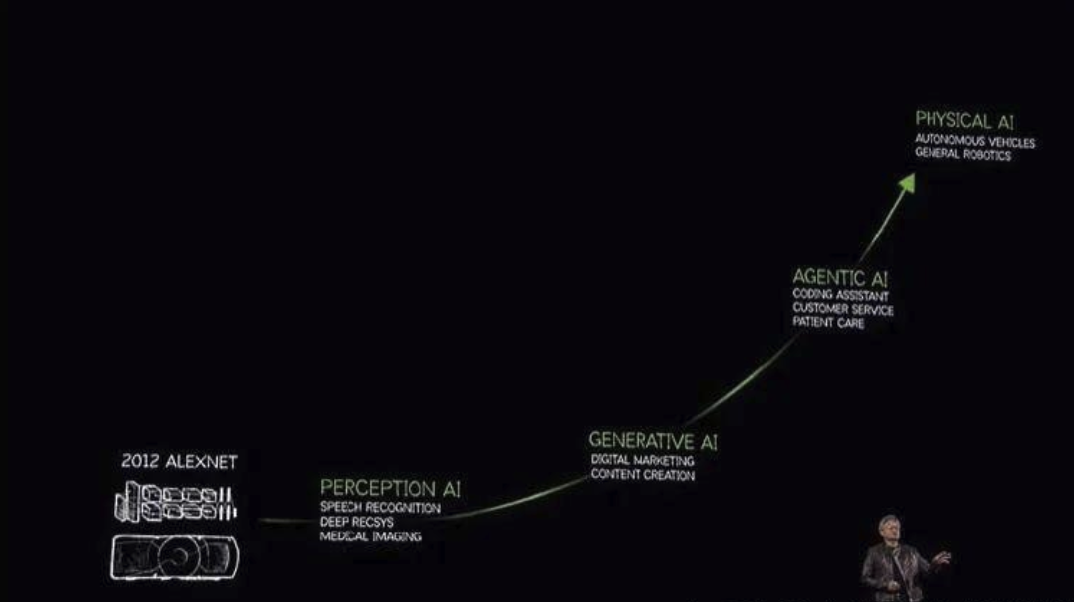 2012 ALEXNET
PERCEPTION AI
SPEECH RECOGNITION
DEEP RECSYS
MEDICAL IMAGING
GENERATIVE AI
DIGITAL MARKETING
CONTENT CREATION
AGENTIC AI
CODING ASSISTANT
CUSTOMER SERVICE
PATIENT CARE
PHYSICAL AI
AUTONOMOUS VEHICLES
GENERAL ROBOTICS